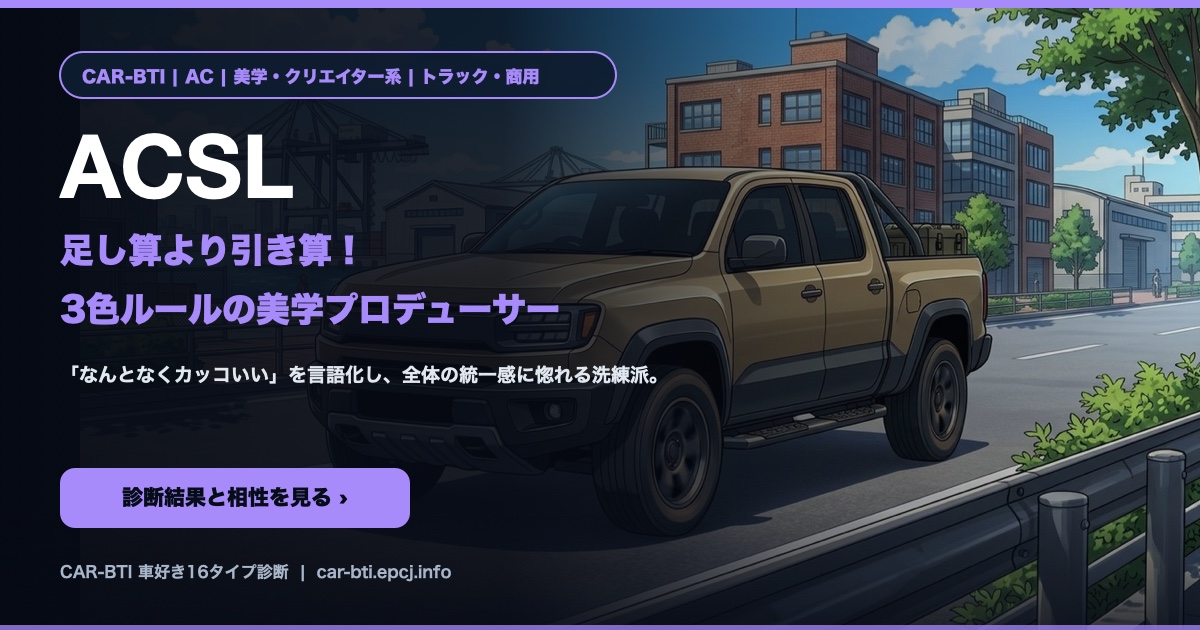 CAR-BTI | AC | 美学・クリエイター系 | トラック・商用
ACSL
足し算より引き算！
3色ルールの美学プロデューサー
「なんとなくカッコいい」を言語化し、全体の統一感に惚れる洗練派。
診断結果と相性を見る ›
CAR-BTI 車好き16タイプ診断 | car-bti.epcj.info